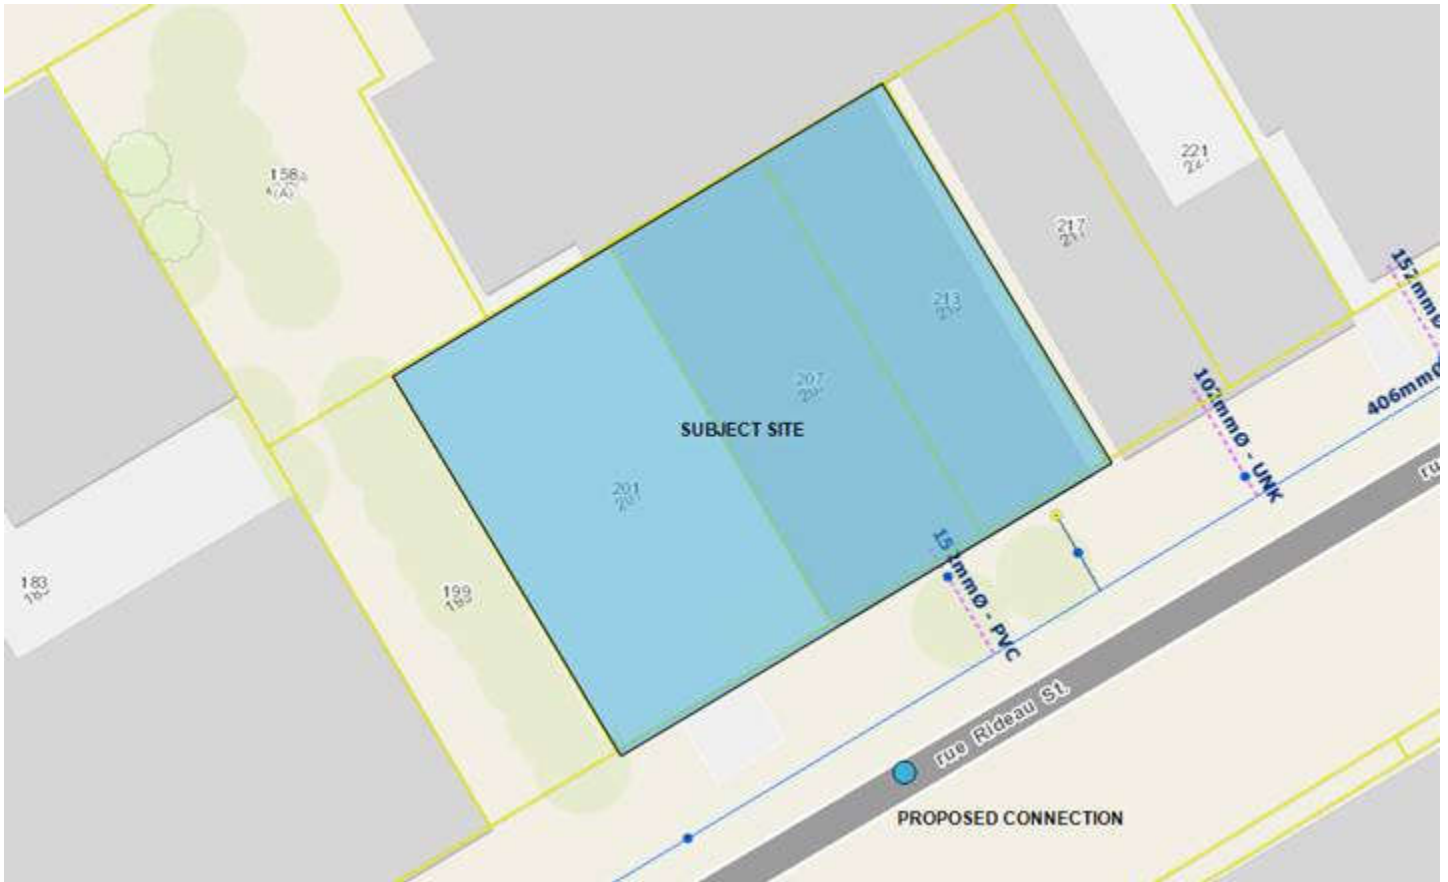 158
(A)
221
217
213
207
SUBJECT SITE
201
183
199
152mmØ
406mmØ
102mmØ - UNK
152mmØ - PVC
rue Rideau St.
PROPOSED CONNECTION